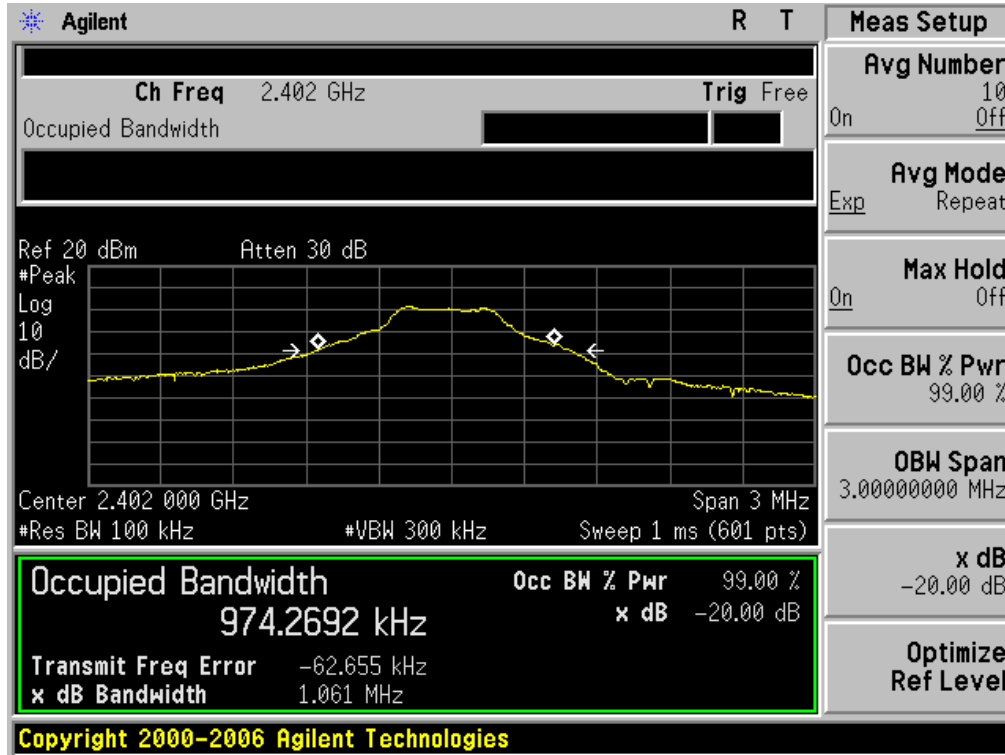 Agilent R T
Meas Setup
Ch Freq 2.402 GHz Trig Free
Occupied Bandwidth
Ref 20 dBm Atten 30 dB
#Peak
Log
10
dB/
Center 2.402 000 GHz Span 3 MHz
#Res BW 100 kHz #VBW 300 kHz Sweep 1 ms (601 pts)
Occupied Bandwidth
974.2692 kHz
Occ BW % Pwr 99.00 %
x dB -20.00 dB
Transmit Freq Error -62.655 kHz
x dB Bandwidth 1.061 MHz
Avg Number
10
On Off
Avg Mode
Exp Repeat
Max Hold
On Off
Occ BW % Pwr
99.00 %
OBW Span
3.00000000 MHz
x dB
-20.00 dB
Optimize
Ref Level
Copyright 2000-2006 Agilent Technologies